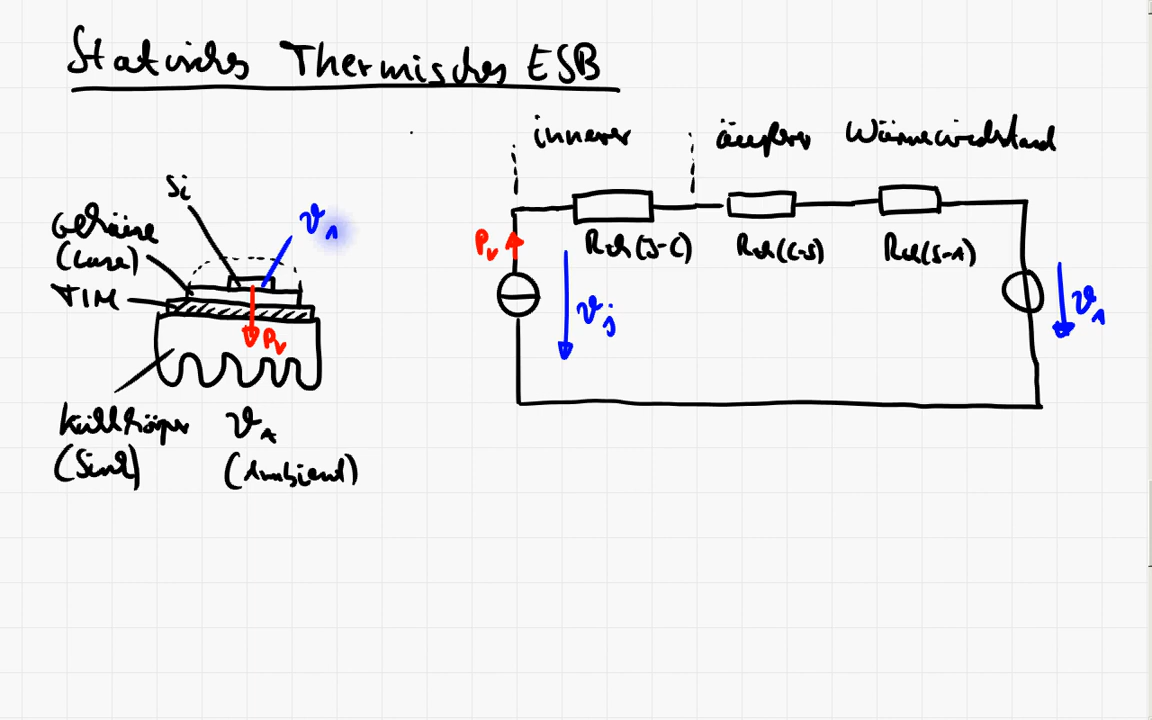 Statisches Thermisches ESB
innerer äußerer Wärmewiderstand
Si
Gehäuse
(Case)
TIM
ϑA
Pv
Kühlkörper
(Sink)
ϑA
(Ambient)
Pv
Rth(J-C)
Rth(C-S)
Rth(S-A)
ϑj
ϑA